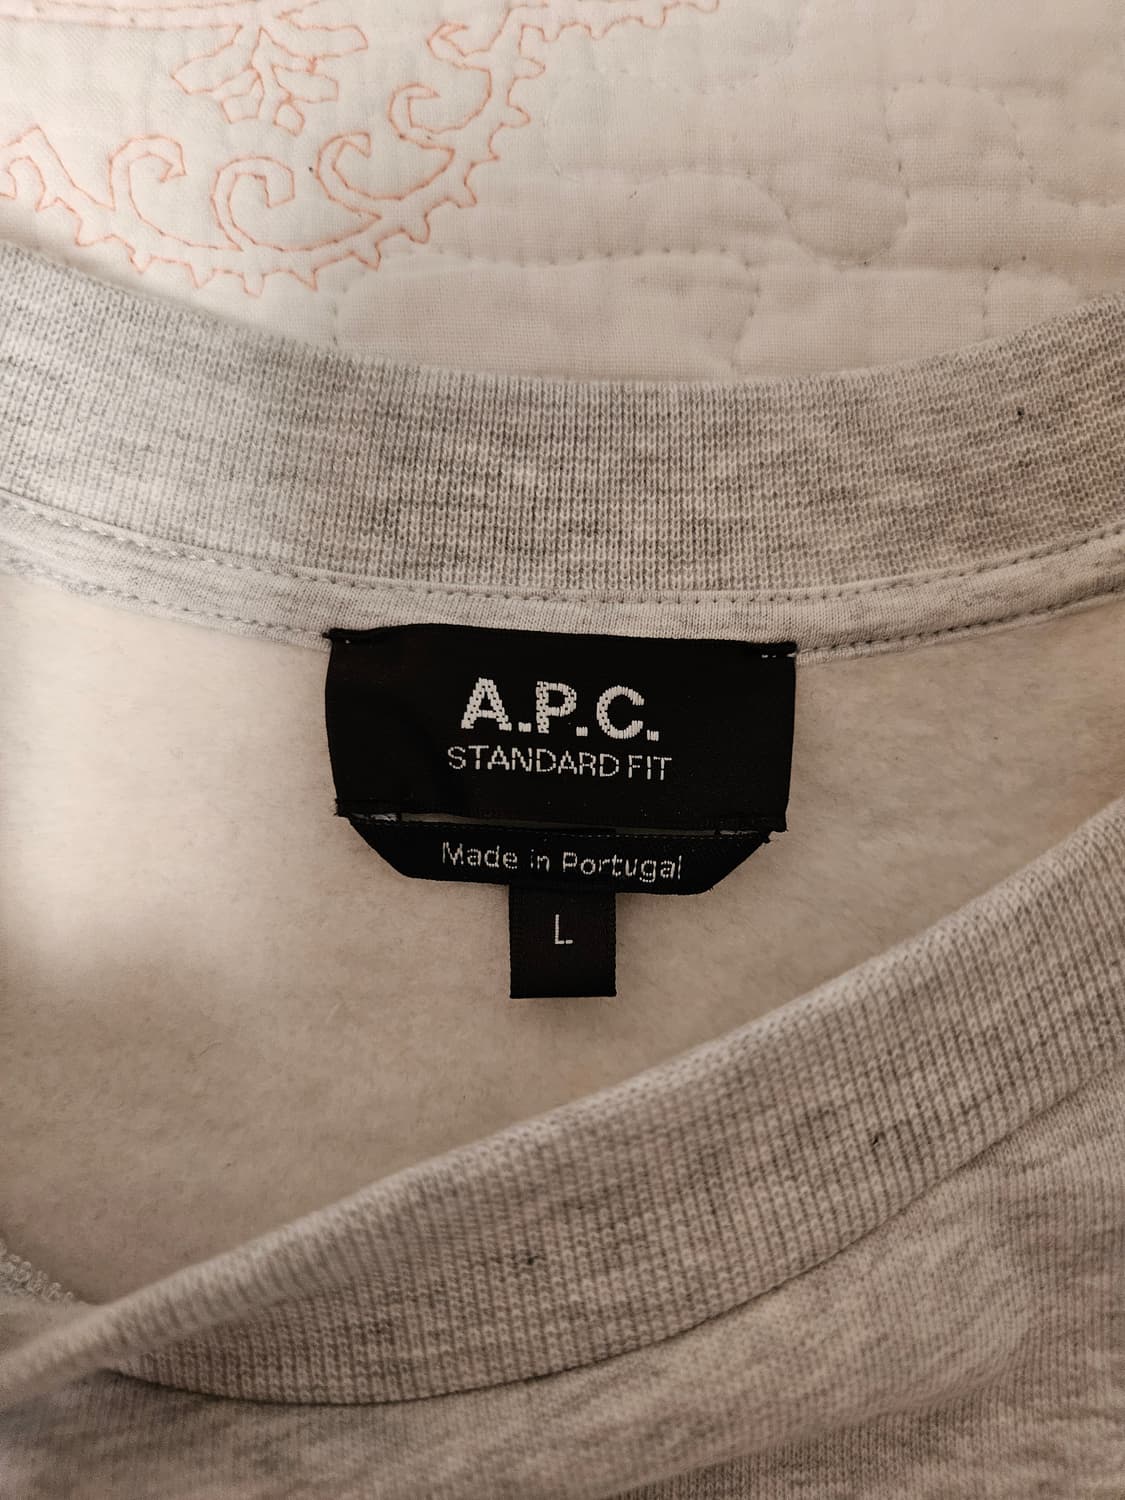 A.P.C.
STANDARD FIT
Made in Portugal
L